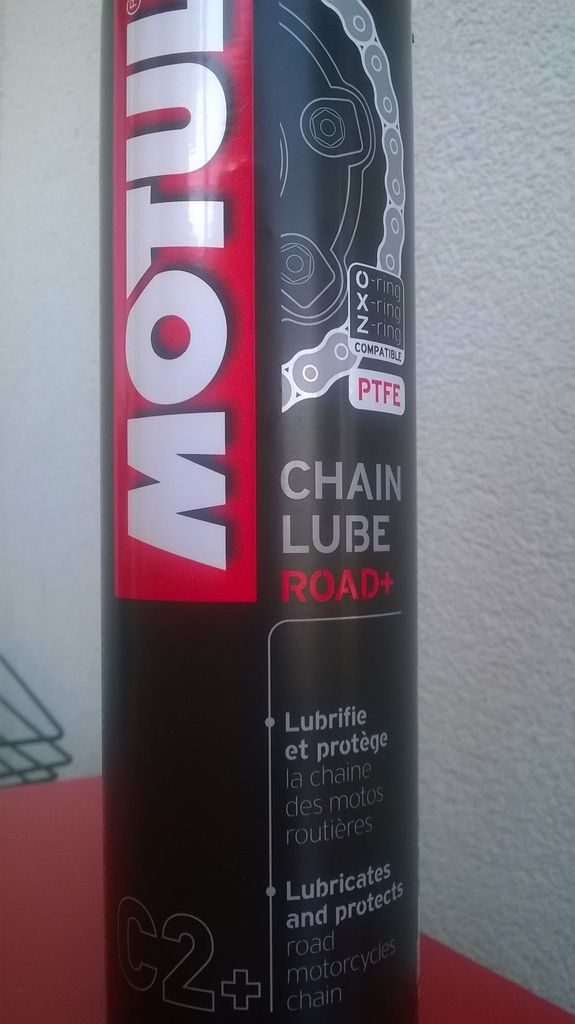 MOTUL
O-ring
X-ring
Z-ring
COMPATIBLE
PTFE
CHAIN
LUBE
ROAD+
Lubrifie
et protège
la chaine
des motos
routières
Lubricates
and protects
road
motorcycles
chain
C2+